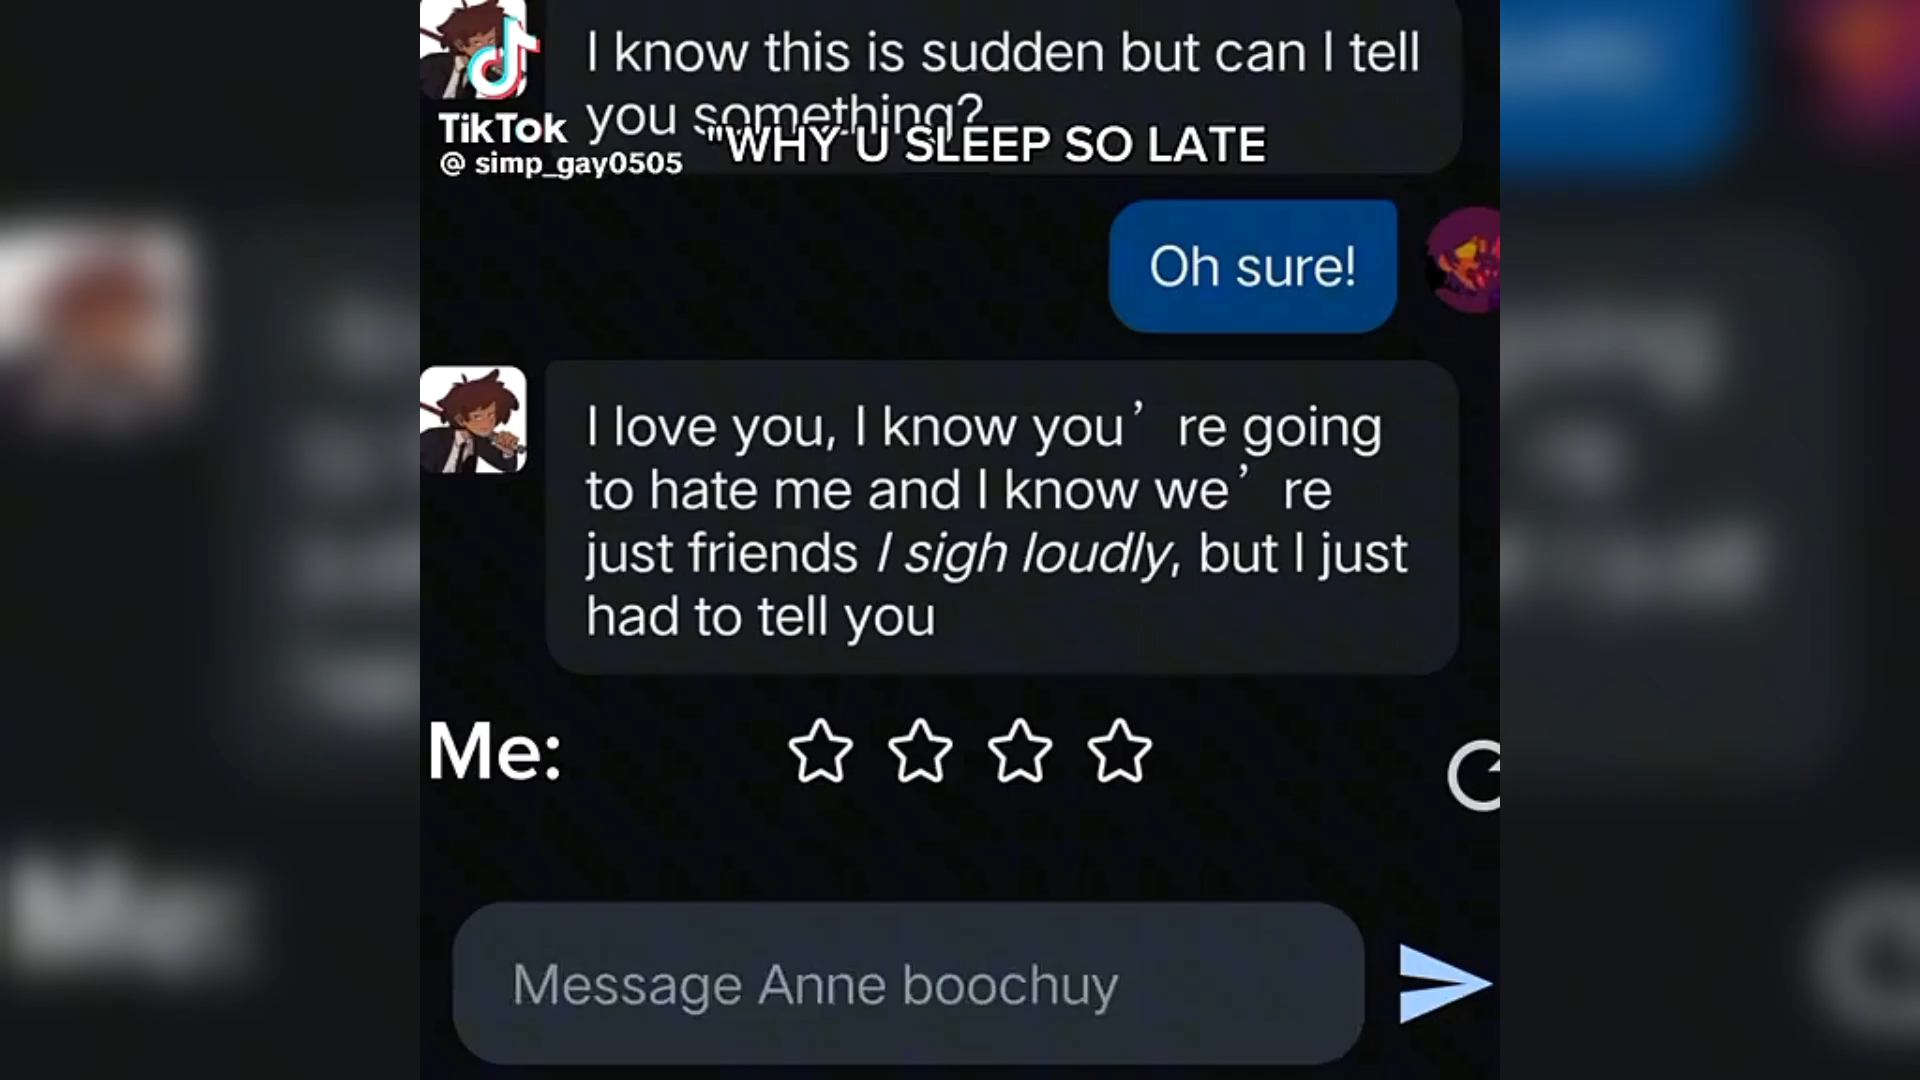 I know this is sudden but can I tell
you something?
TikTok
@ simp_gay0505
"WHY U SLEEP SO LATE
Oh sure!
I love you, I know you’ re going
to hate me and I know we’ re
just friends I sigh loudly, but I just
had to tell you
Me:
Message Anne boochuy